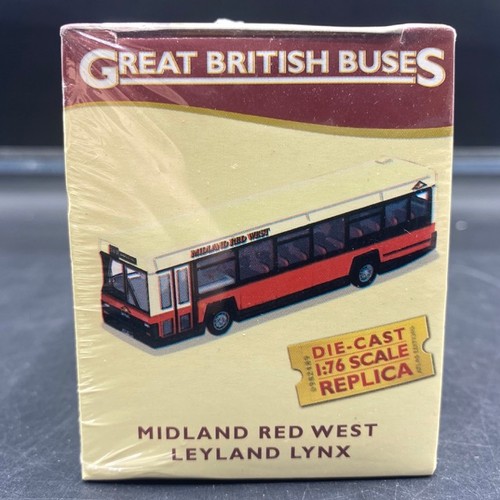 GREAT BRITISH BUSES
MIDLAND RED WEST
DIE-CAST
1:76 SCALE
REPLICA
MIDLAND RED WEST
LEYLAND LYNX